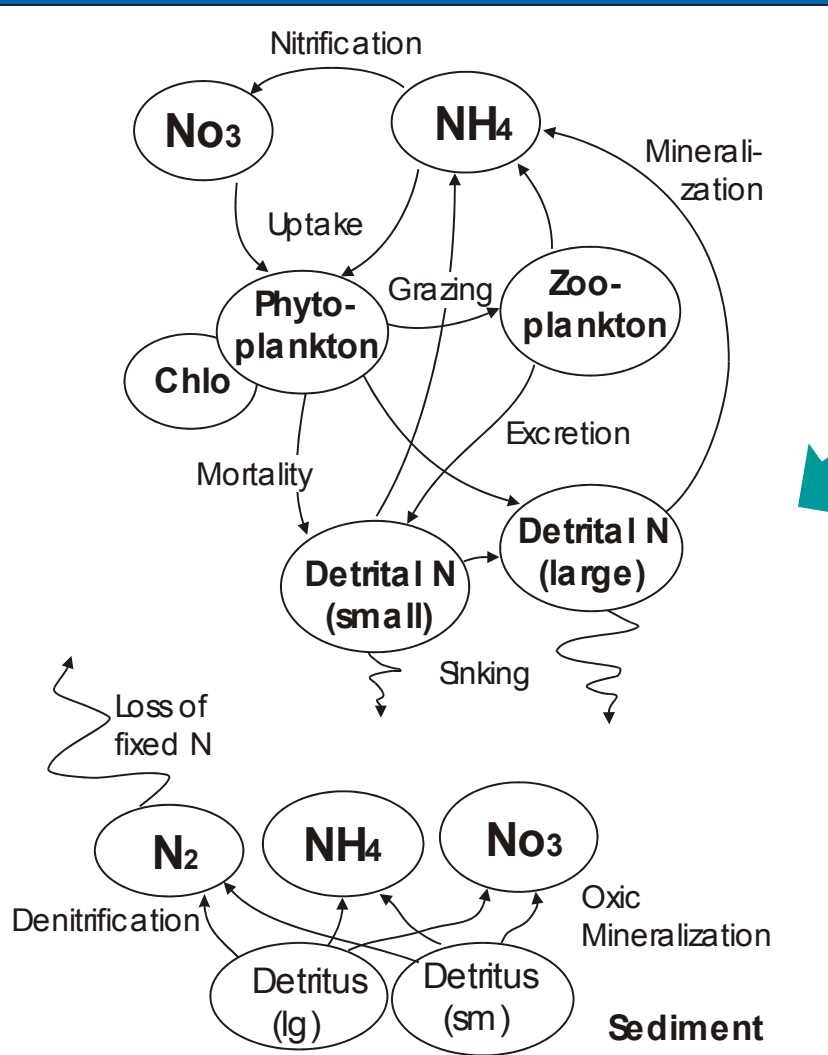 Nitrification
No3
NH4
Minerali-
zation
Uptake
Grazing
Zoo-
plankton
Phyto-
plankton
Chlo
Excretion
Mortality
Detrital N
(large)
Detrital N
(small)
Sinking
Loss of
fixed N
N2
NH4
No3
Denitrification
Oxic
Mineralization
Detritus
(lg)
Detritus
(sm)
Sediment